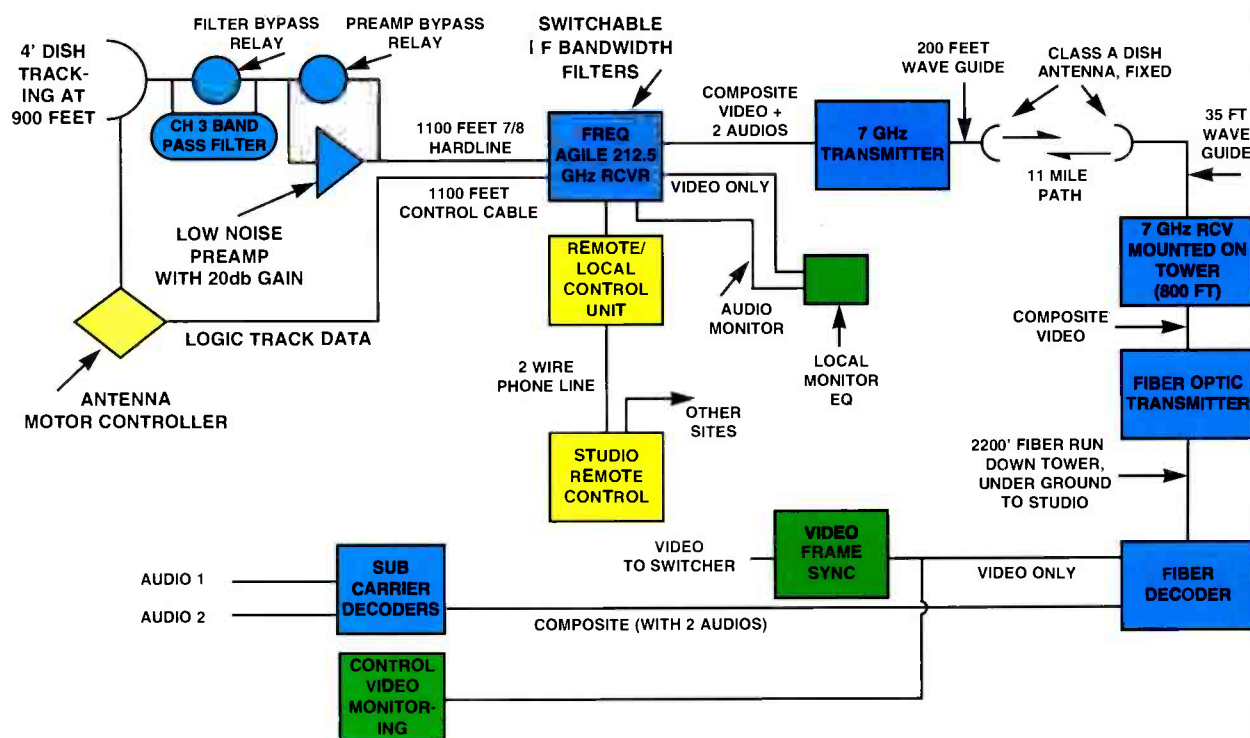 4' DISH
TRACK-
ING AT
900 FEET
FILTER BYPASS
RELAY
PREAMP BYPASS
RELAY
CH 3 BAND
PASS FILTER
LOW NOISE
PREAMP
WITH 20db GAIN
1100 FEET 7/8
HARDLINE
1100 FEET
CONTROL CABLE
LOGIC TRACK DATA
ANTENNA
MOTOR CONTROLLER
SWITCHABLE
I F BANDWIDTH
FILTERS
FREQ
AGILE 212.5
GHz RCVR
COMPOSITE
VIDEO +
2 AUDIOS
VIDEO ONLY
7 GHz
TRANSMITTER
200 FEET
WAVE GUIDE
CLASS A DISH
ANTENNA, FIXED
11 MILE
PATH
35 FT
WAVE
GUIDE
7 GHz RCV
MOUNTED ON
TOWER
(800 FT)
COMPOSITE
VIDEO
FIBER OPTIC
TRANSMITTER
2200' FIBER RUN
DOWN TOWER,
UNDER GROUND
TO STUDIO
FIBER
DECODER
REMOTE/
LOCAL
CONTROL
UNIT
AUDIO
MONITOR
LOCAL
MONITOR
EQ
2 WIRE
PHONE LINE
OTHER
SITES
STUDIO
REMOTE
CONTROL
VIDEO
TO SWITCHER
VIDEO
FRAME
SYNC
VIDEO ONLY
AUDIO 1
AUDIO 2
SUB
CARRIER
DECODERS
COMPOSITE (WITH 2 AUDIOS)
CONTROL
VIDEO
MONITOR-
ING